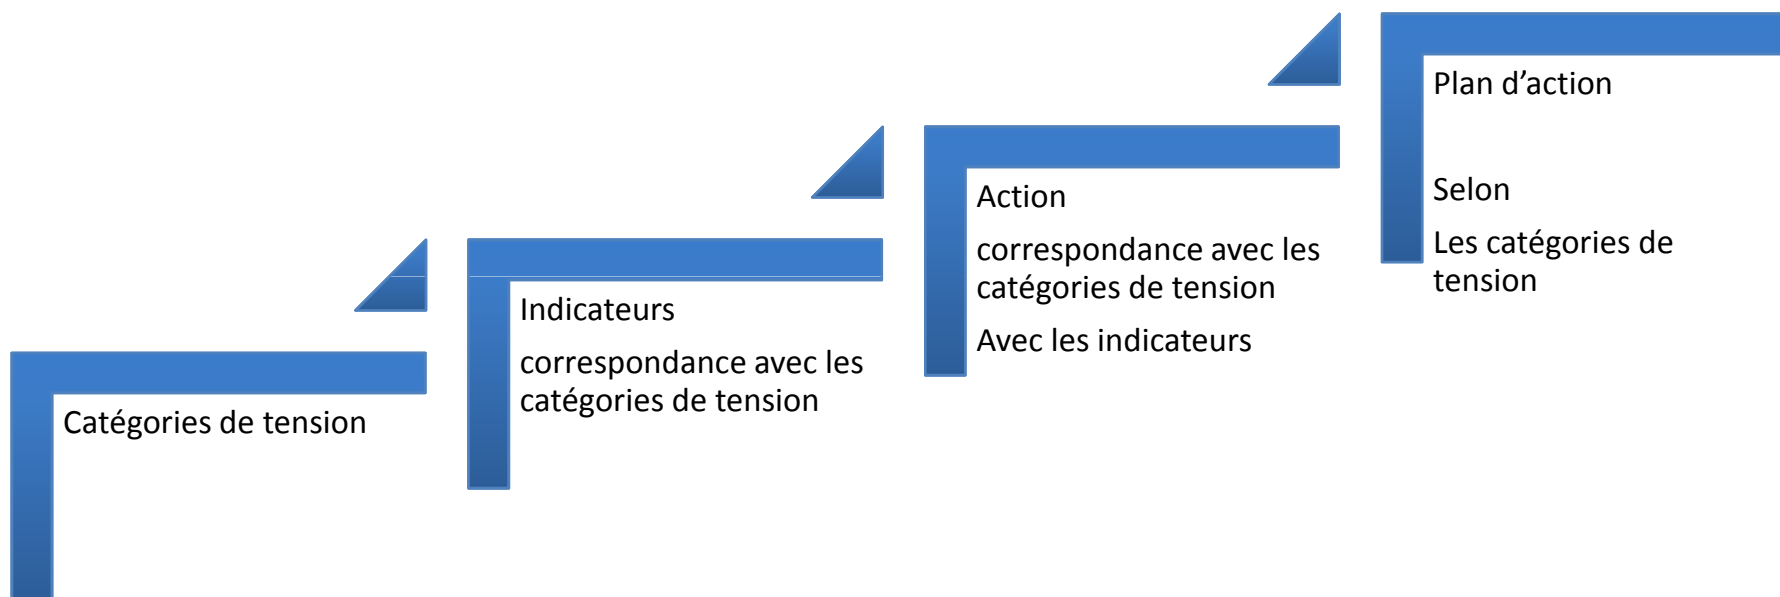 Catégories de tension
Indicateurs
correspondance avec les
catégories de tension
Action
correspondance avec les
catégories de tension
Avec les indicateurs
Plan d’action
Selon
Les catégories de
tension